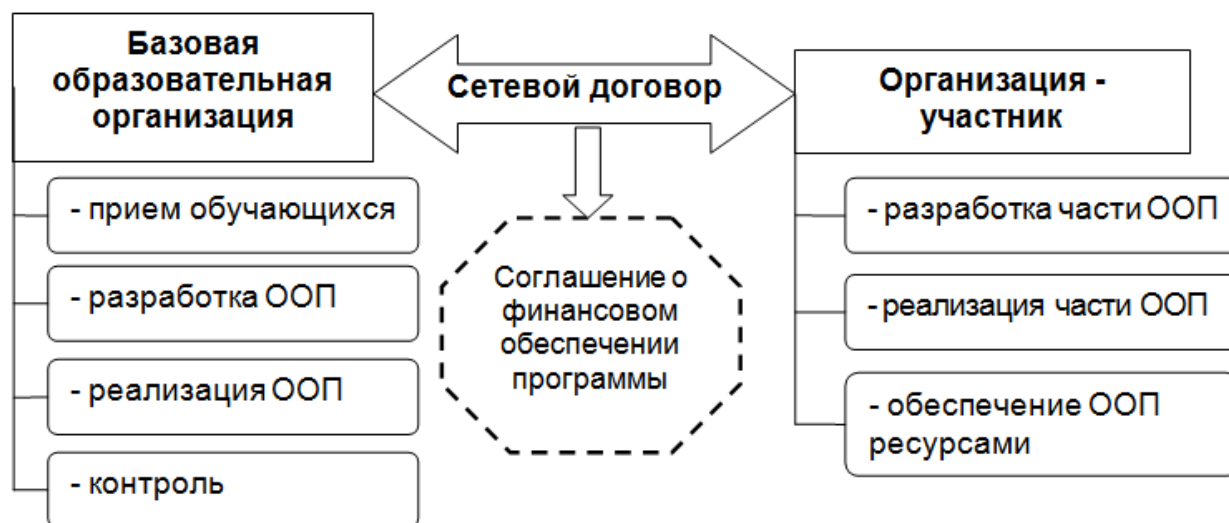 Базовая
образовательная
организация
- прием обучающихся
- разработка ООП
- реализация ООП
- контроль
Сетевой договор
Соглашение о
финансовом
обеспечении
программы
Организация -
участник
- разработка части ООП
- реализация части ООП
- обеспечение ООП
ресурсами